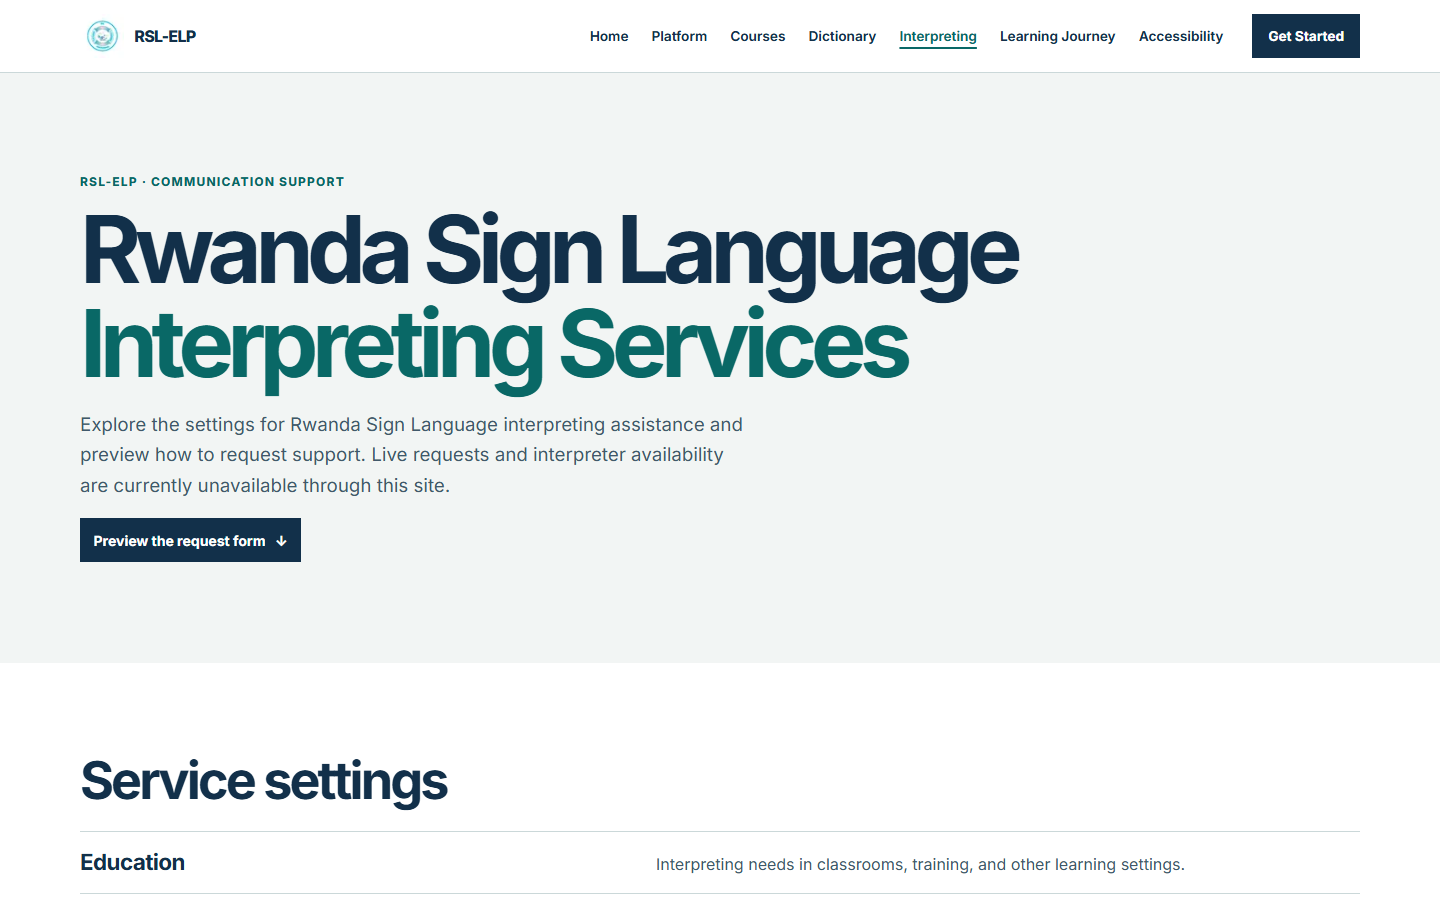 RSL-ELP
Home
Platform
Courses
Dictionary
Interpreting
Learning Journey
Accessibility
Get Started
RSL-ELP · COMMUNICATION SUPPORT
Rwanda Sign Language
Interpreting Services
Explore the settings for Rwanda Sign Language interpreting assistance and
preview how to request support. Live requests and interpreter availability
are currently unavailable through this site.
Preview the request form ↓
Service settings
Education
Interpreting needs in classrooms, training, and other learning settings.